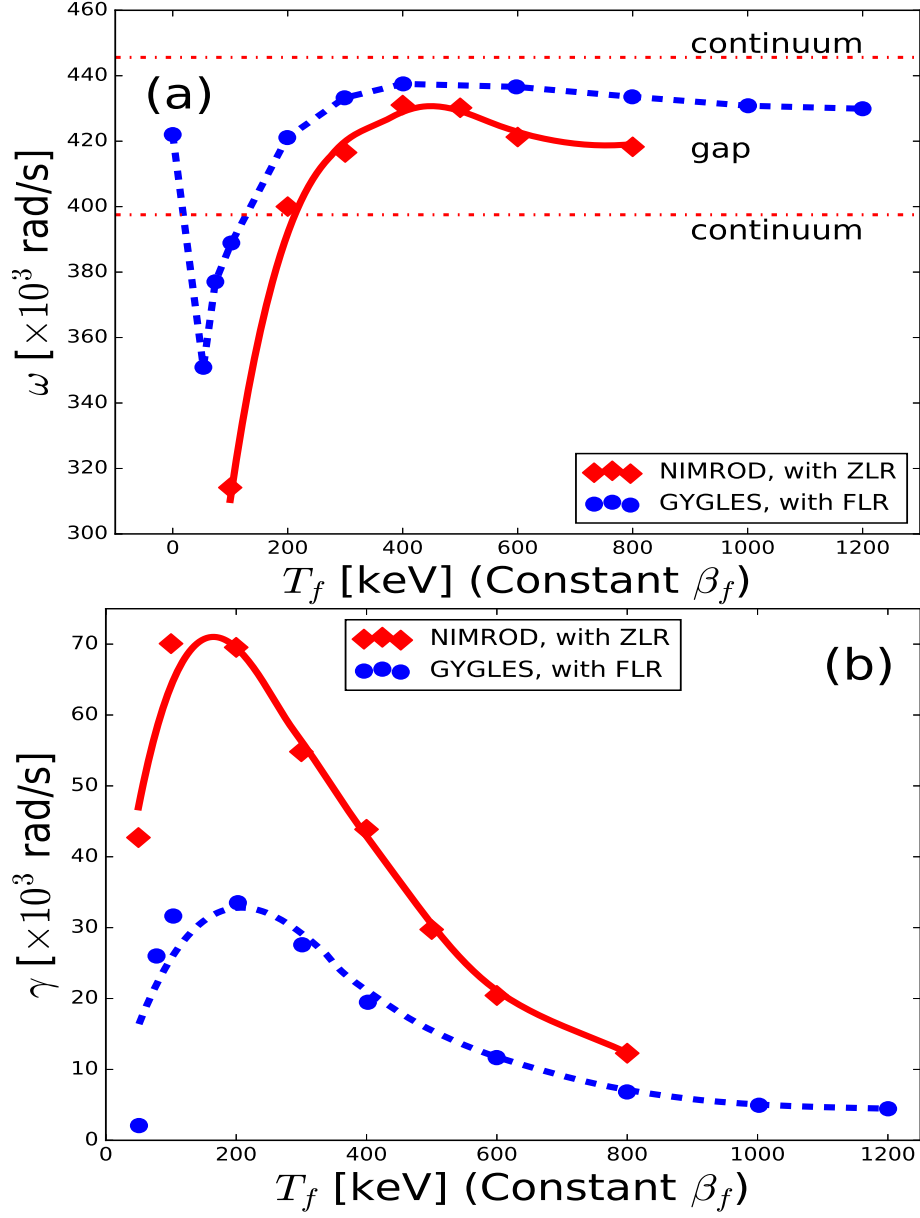 460
440
420
400
380
360
340
320
300
ω [×10³ rad/s]
(a)
continuum
gap
continuum
NIMROD, with ZLR
GYGLES, with FLR
0 200 400 600 800 1000 1200
T_f [keV] (Constant β_f)
70
60
50
40
30
20
10
0
γ [×10³ rad/s]
NIMROD, with ZLR
GYGLES, with FLR
(b)
0 200 400 600 800 1000 1200
T_f [keV] (Constant β_f)